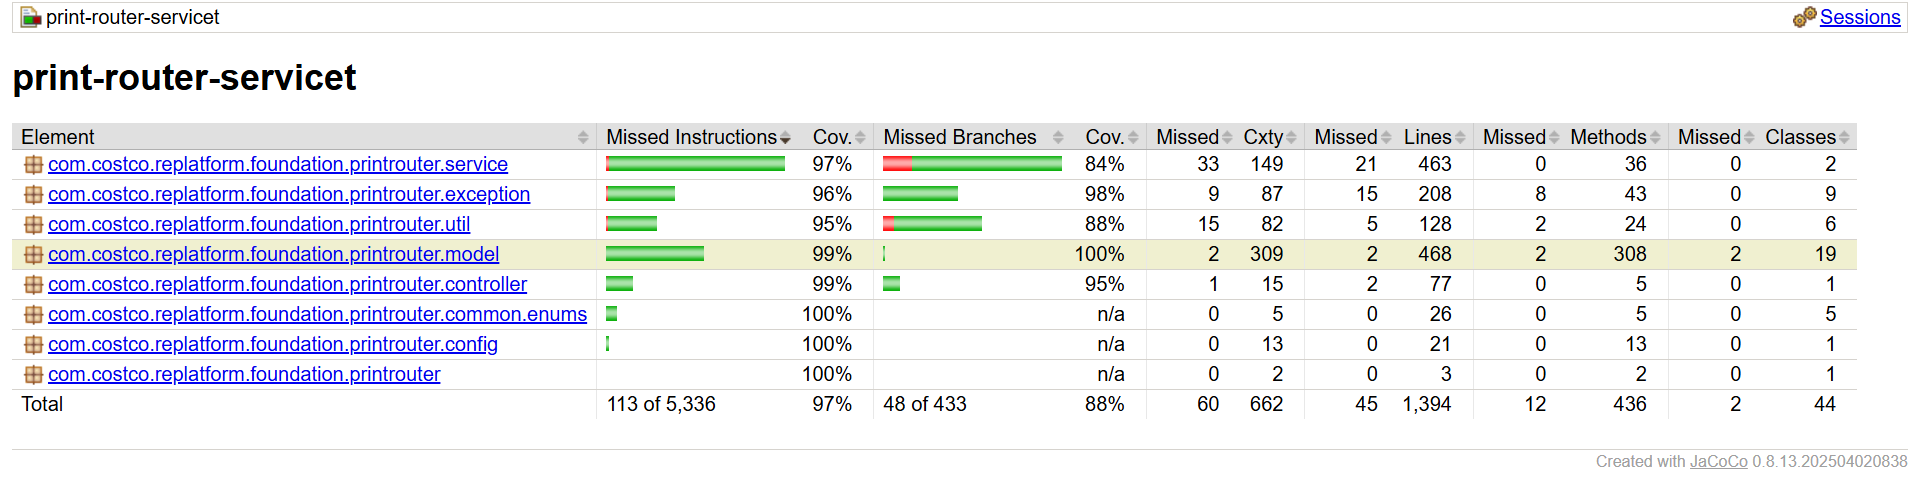 print-router-servicet Sessions
print-router-servicet
Element Missed Instructions Cov. Missed Branches Cov. Missed Cxty Missed Lines Missed Methods Missed Classes
com.costco.replatform.foundation.printrouter.service 97% 84% 33 149 21 463 0 36 0 2
com.costco.replatform.foundation.printrouter.exception 96% 98% 9 87 15 208 8 43 0 9
com.costco.replatform.foundation.printrouter.util 95% 88% 15 82 5 128 2 24 0 6
com.costco.replatform.foundation.printrouter.model 99% 100% 2 309 2 468 2 308 2 19
com.costco.replatform.foundation.printrouter.controller 99% 95% 1 15 2 77 0 5 0 1
com.costco.replatform.foundation.printrouter.common.enums 100% n/a 0 5 0 26 0 5 0 5
com.costco.replatform.foundation.printrouter.config 100% n/a 0 13 0 21 0 13 0 1
com.costco.replatform.foundation.printrouter 100% n/a 0 2 0 3 0 2 0 1
Total 113 of 5,336 97% 48 of 433 88% 60 662 45 1,394 12 436 2 44
Created with JaCoCo 0.8.13.202504020838